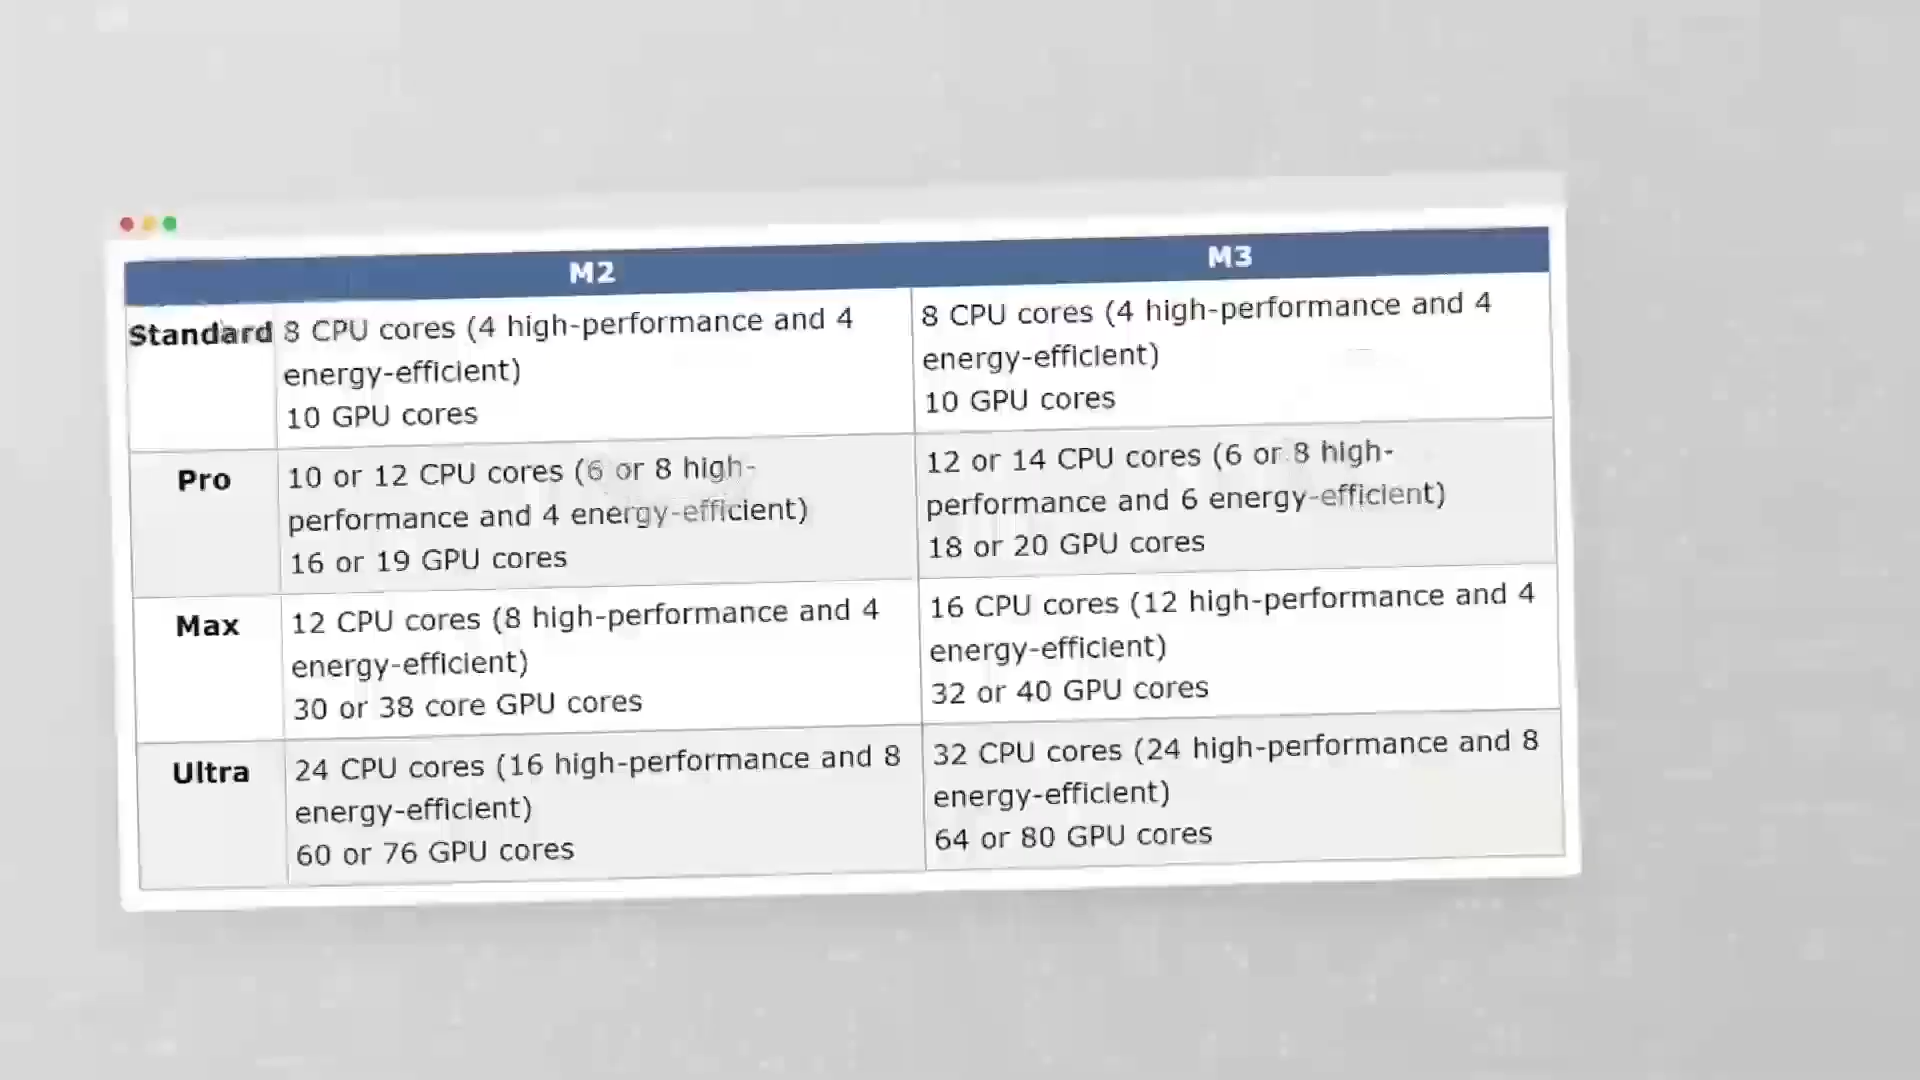 M2 M3
Standard 8 CPU cores (4 high-performance and 4 8 CPU cores (4 high-performance and 4
energy-efficient) energy-efficient)
10 GPU cores 10 GPU cores
Pro 10 or 12 CPU cores (6 or 8 high- 12 or 14 CPU cores (6 or 8 high-
performance and 4 energy-efficient) performance and 6 energy-efficient)
16 or 19 GPU cores 18 or 20 GPU cores
Max 12 CPU cores (8 high-performance and 4 16 CPU cores (12 high-performance and 4
energy-efficient) energy-efficient)
30 or 38 core GPU cores 32 or 40 GPU cores
Ultra 24 CPU cores (16 high-performance and 8 32 CPU cores (24 high-performance and 8
energy-efficient) energy-efficient)
60 or 76 GPU cores 64 or 80 GPU cores